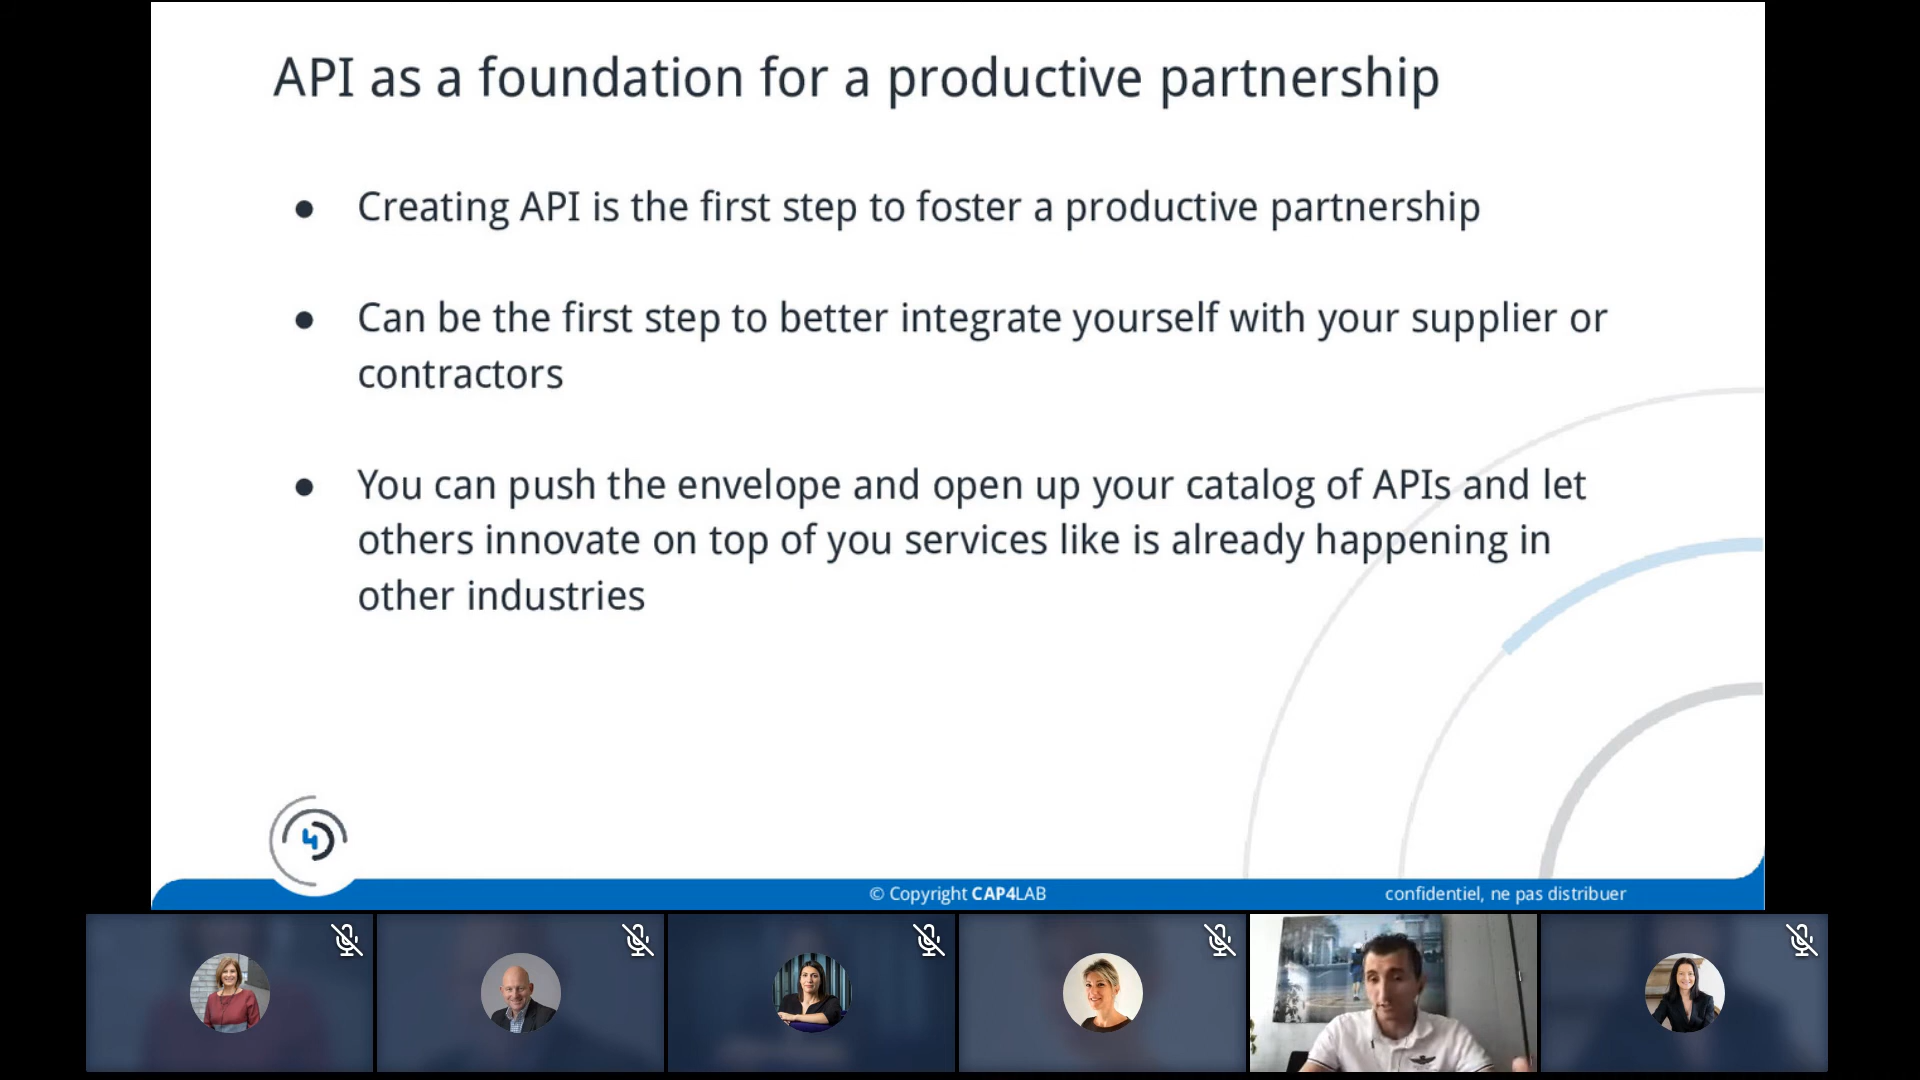 API as a foundation for a productive partnership
● Creating API is the first step to foster a productive partnership
● Can be the first step to better integrate yourself with your supplier or
contractors
● You can push the envelope and open up your catalog of APIs and let
others innovate on top of you services like is already happening in
other industries
4
© Copyright CAP4LAB
confidentiel, ne pas distribuer